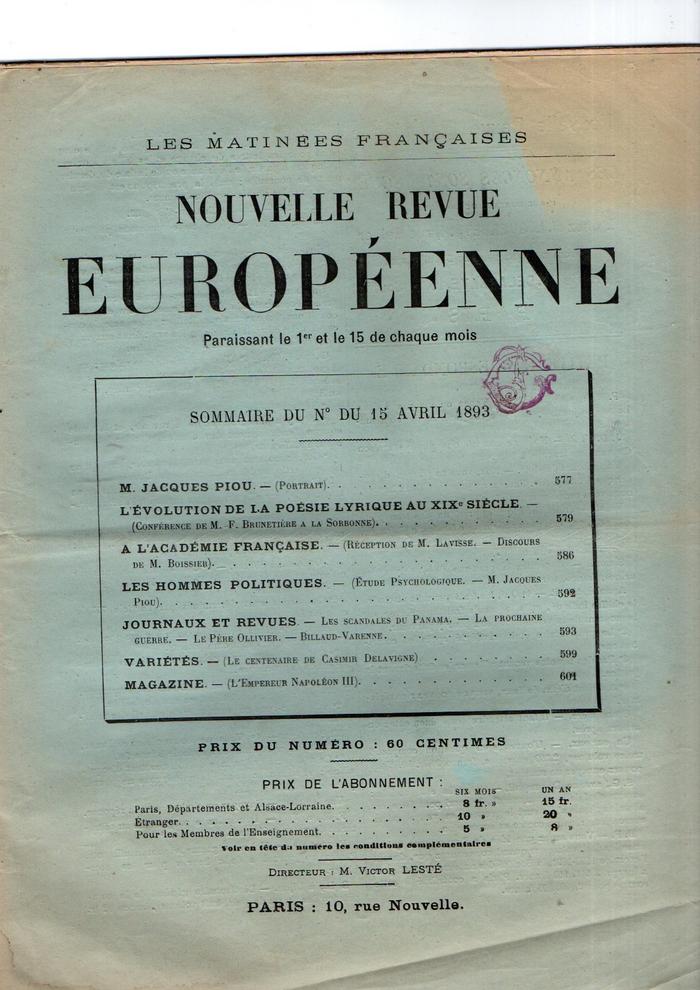 LES MATINÉES FRANÇAISES
NOUVELLE REVUE
EUROPÉENNE
Paraissant le 1er et le 15 de chaque mois
SOMMAIRE DU N° DU 15 AVRIL 1893
M. JACQUES PIOU. — (PORTRAIT). 577
L'ÉVOLUTION DE LA POÉSIE LYRIQUE AU XIXe SIÈCLE. —
(CONFÉRENCE DE M. F. BRUNETIÈRE A LA SORBONNE). 579
A L'ACADÉMIE FRANÇAISE. — (RÉCEPTION DE M. LAVISSE. — DISCOURS
DE M. BOISSIER). 586
LES HOMMES POLITIQUES. — (ÉTUDE PSYCHOLOGIQUE. — M. JACQUES
PIOU). 592
JOURNAUX ET REVUES. — LES SCANDALES DU PANAMA. — LA PROCHAINE
GUERRE. — LE PÈRE OLLIVIER. — BILLAUD-VARENNE. 593
VARIÉTÉS. — (LE CENTENAIRE DE CASIMIR DELAVIGNE) 599
MAGAZINE. — (L'EMPEREUR NAPOLÉON III). 601
PRIX DU NUMÉRO : 60 CENTIMES
PRIX DE L'ABONNEMENT :
SIX MOIS UN AN
Paris, Départements et Alsace-Lorraine. 8 fr. » 15 fr.
Étranger. 10 » 20 »
Pour les Membres de l'Enseignement. 5 » 8 »
Voir en tête du numéro les conditions complémentaires
DIRECTEUR : M. VICTOR LESTÉ
PARIS : 10, rue Nouvelle.